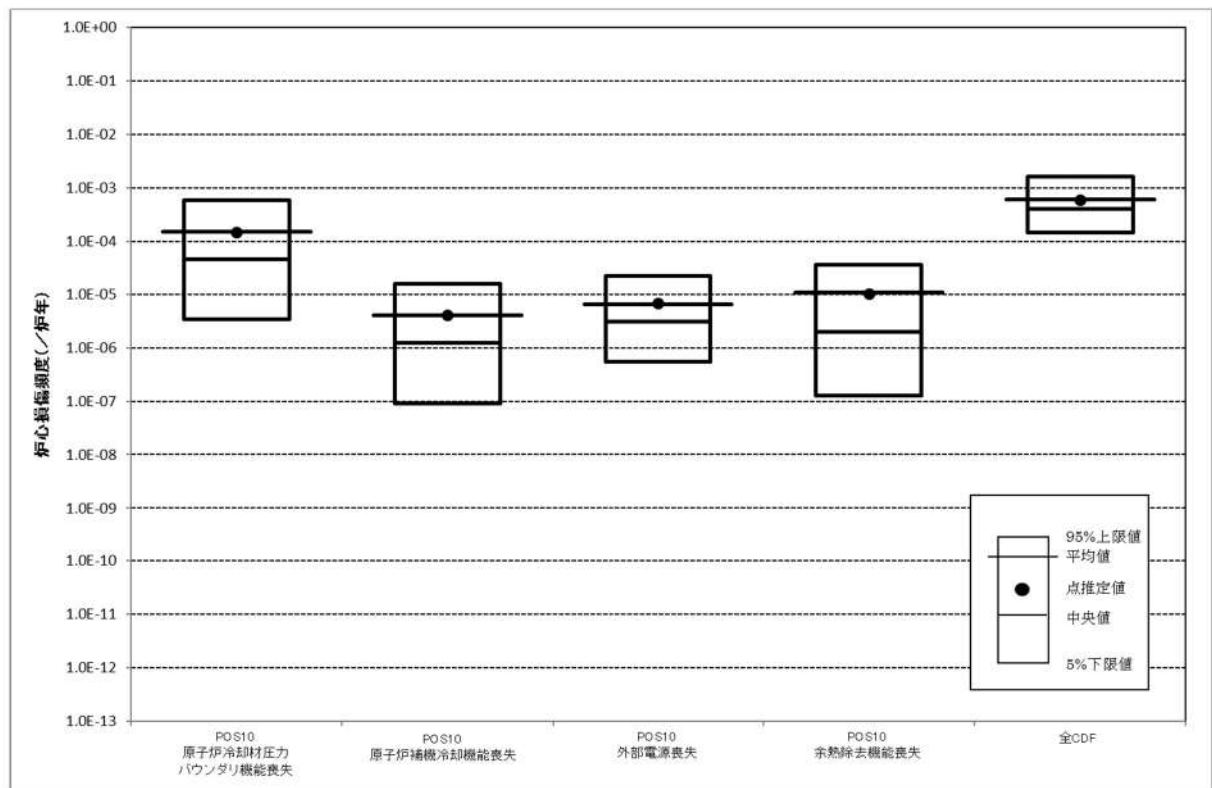 炉心損傷頻度(／炉年)
1.0E+00
1.0E-01
1.0E-02
1.0E-03
1.0E-04
1.0E-05
1.0E-06
1.0E-07
1.0E-08
1.0E-09
1.0E-10
1.0E-11
1.0E-12
1.0E-13
95%上限値
平均値
点推定値
中央値
5%下限値
POS10
原子炉冷却材圧力
バウンダリ機能喪失
POS10
原子炉補機冷却機能喪失
POS10
外部電源喪失
POS10
余熱除去機能喪失
全CDF